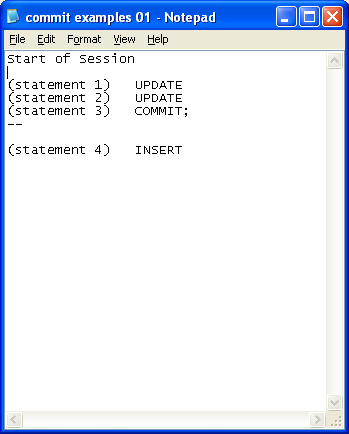 commit examples 01 - Notepad
File Edit Format View Help
Start of Session
(statement 1) UPDATE
(statement 2) UPDATE
(statement 3) COMMIT;
--
(statement 4) INSERT